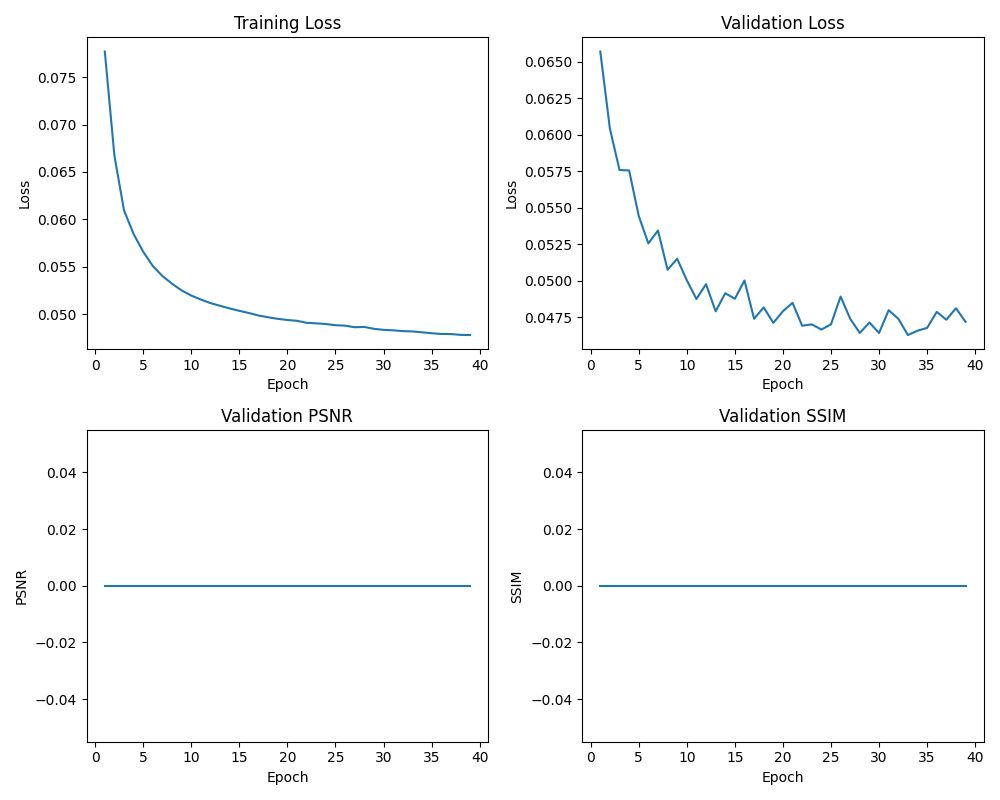 Training Loss
Loss
0.075
0.070
0.065
0.060
0.055
0.050
0 5 10 15 20 25 30 35 40
Epoch
Validation Loss
Loss
0.0650
0.0625
0.0600
0.0575
0.0550
0.0525
0.0500
0.0475
0 5 10 15 20 25 30 35 40
Epoch
Validation PSNR
PSNR
0.04
0.02
0.00
−0.02
−0.04
0 5 10 15 20 25 30 35 40
Epoch
Validation SSIM
SSIM
0.04
0.02
0.00
−0.02
−0.04
0 5 10 15 20 25 30 35 40
Epoch